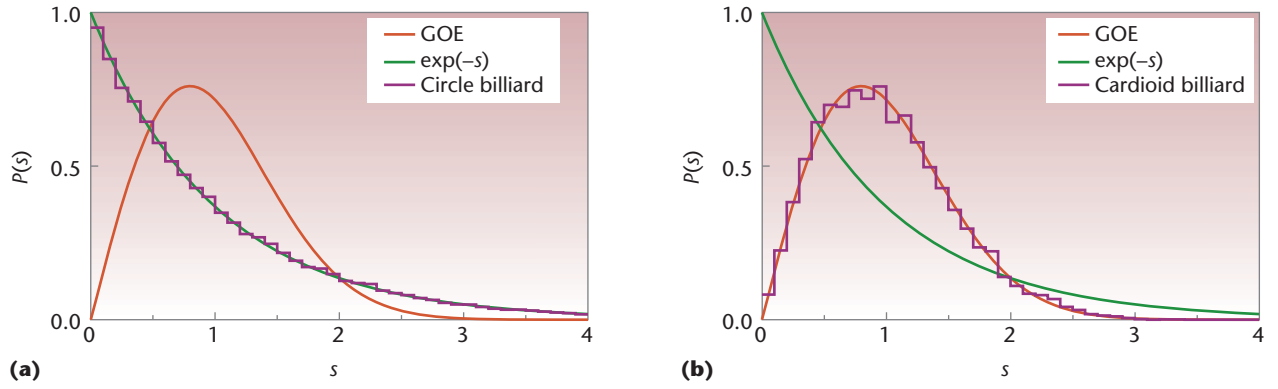 1.0
0.5
0.0
P(s)
0
1
2
3
4
s
GOE
exp(–s)
Circle billiard
(a)
1.0
0.5
0.0
P(s)
0
1
2
3
4
s
GOE
exp(–s)
Cardioid billiard
(b)